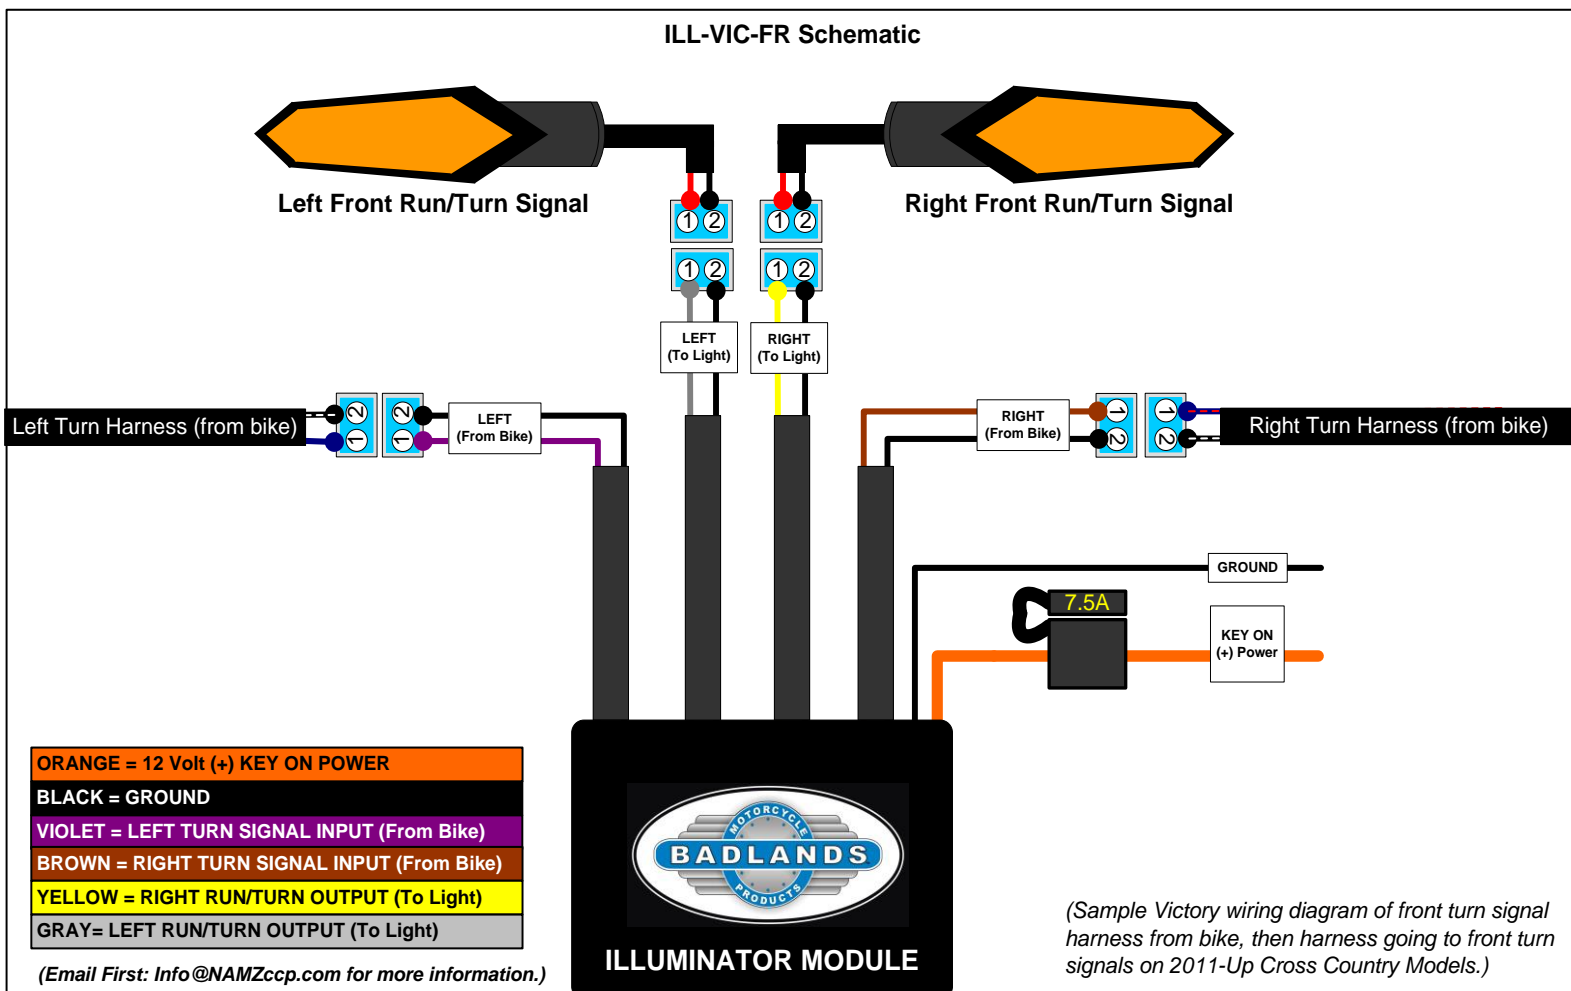 ILL-VIC-FR Schematic
Left Front Run/Turn Signal
Right Front Run/Turn Signal
1 2
1 2
1 2
1 2
LEFT
(To Light)
RIGHT
(To Light)
Left Turn Harness (from bike)
2
1
2
1
LEFT
(From Bike)
RIGHT
(From Bike)
1
2
1
2
Right Turn Harness (from bike)
GROUND
7.5A
KEY ON
(+) Power
ORANGE = 12 Volt (+) KEY ON POWER
BLACK = GROUND
VIOLET = LEFT TURN SIGNAL INPUT (From Bike)
BROWN = RIGHT TURN SIGNAL INPUT (From Bike)
YELLOW = RIGHT RUN/TURN OUTPUT (To Light)
GRAY= LEFT RUN/TURN OUTPUT (To Light)
(Email First: Info@NAMZccp.com for more information.)
MOTORCYCLE
BADLANDS
PRODUCTS
ILLUMINATOR MODULE
(Sample Victory wiring diagram of front turn signal
harness from bike, then harness going to front turn
signals on 2011-Up Cross Country Models.)